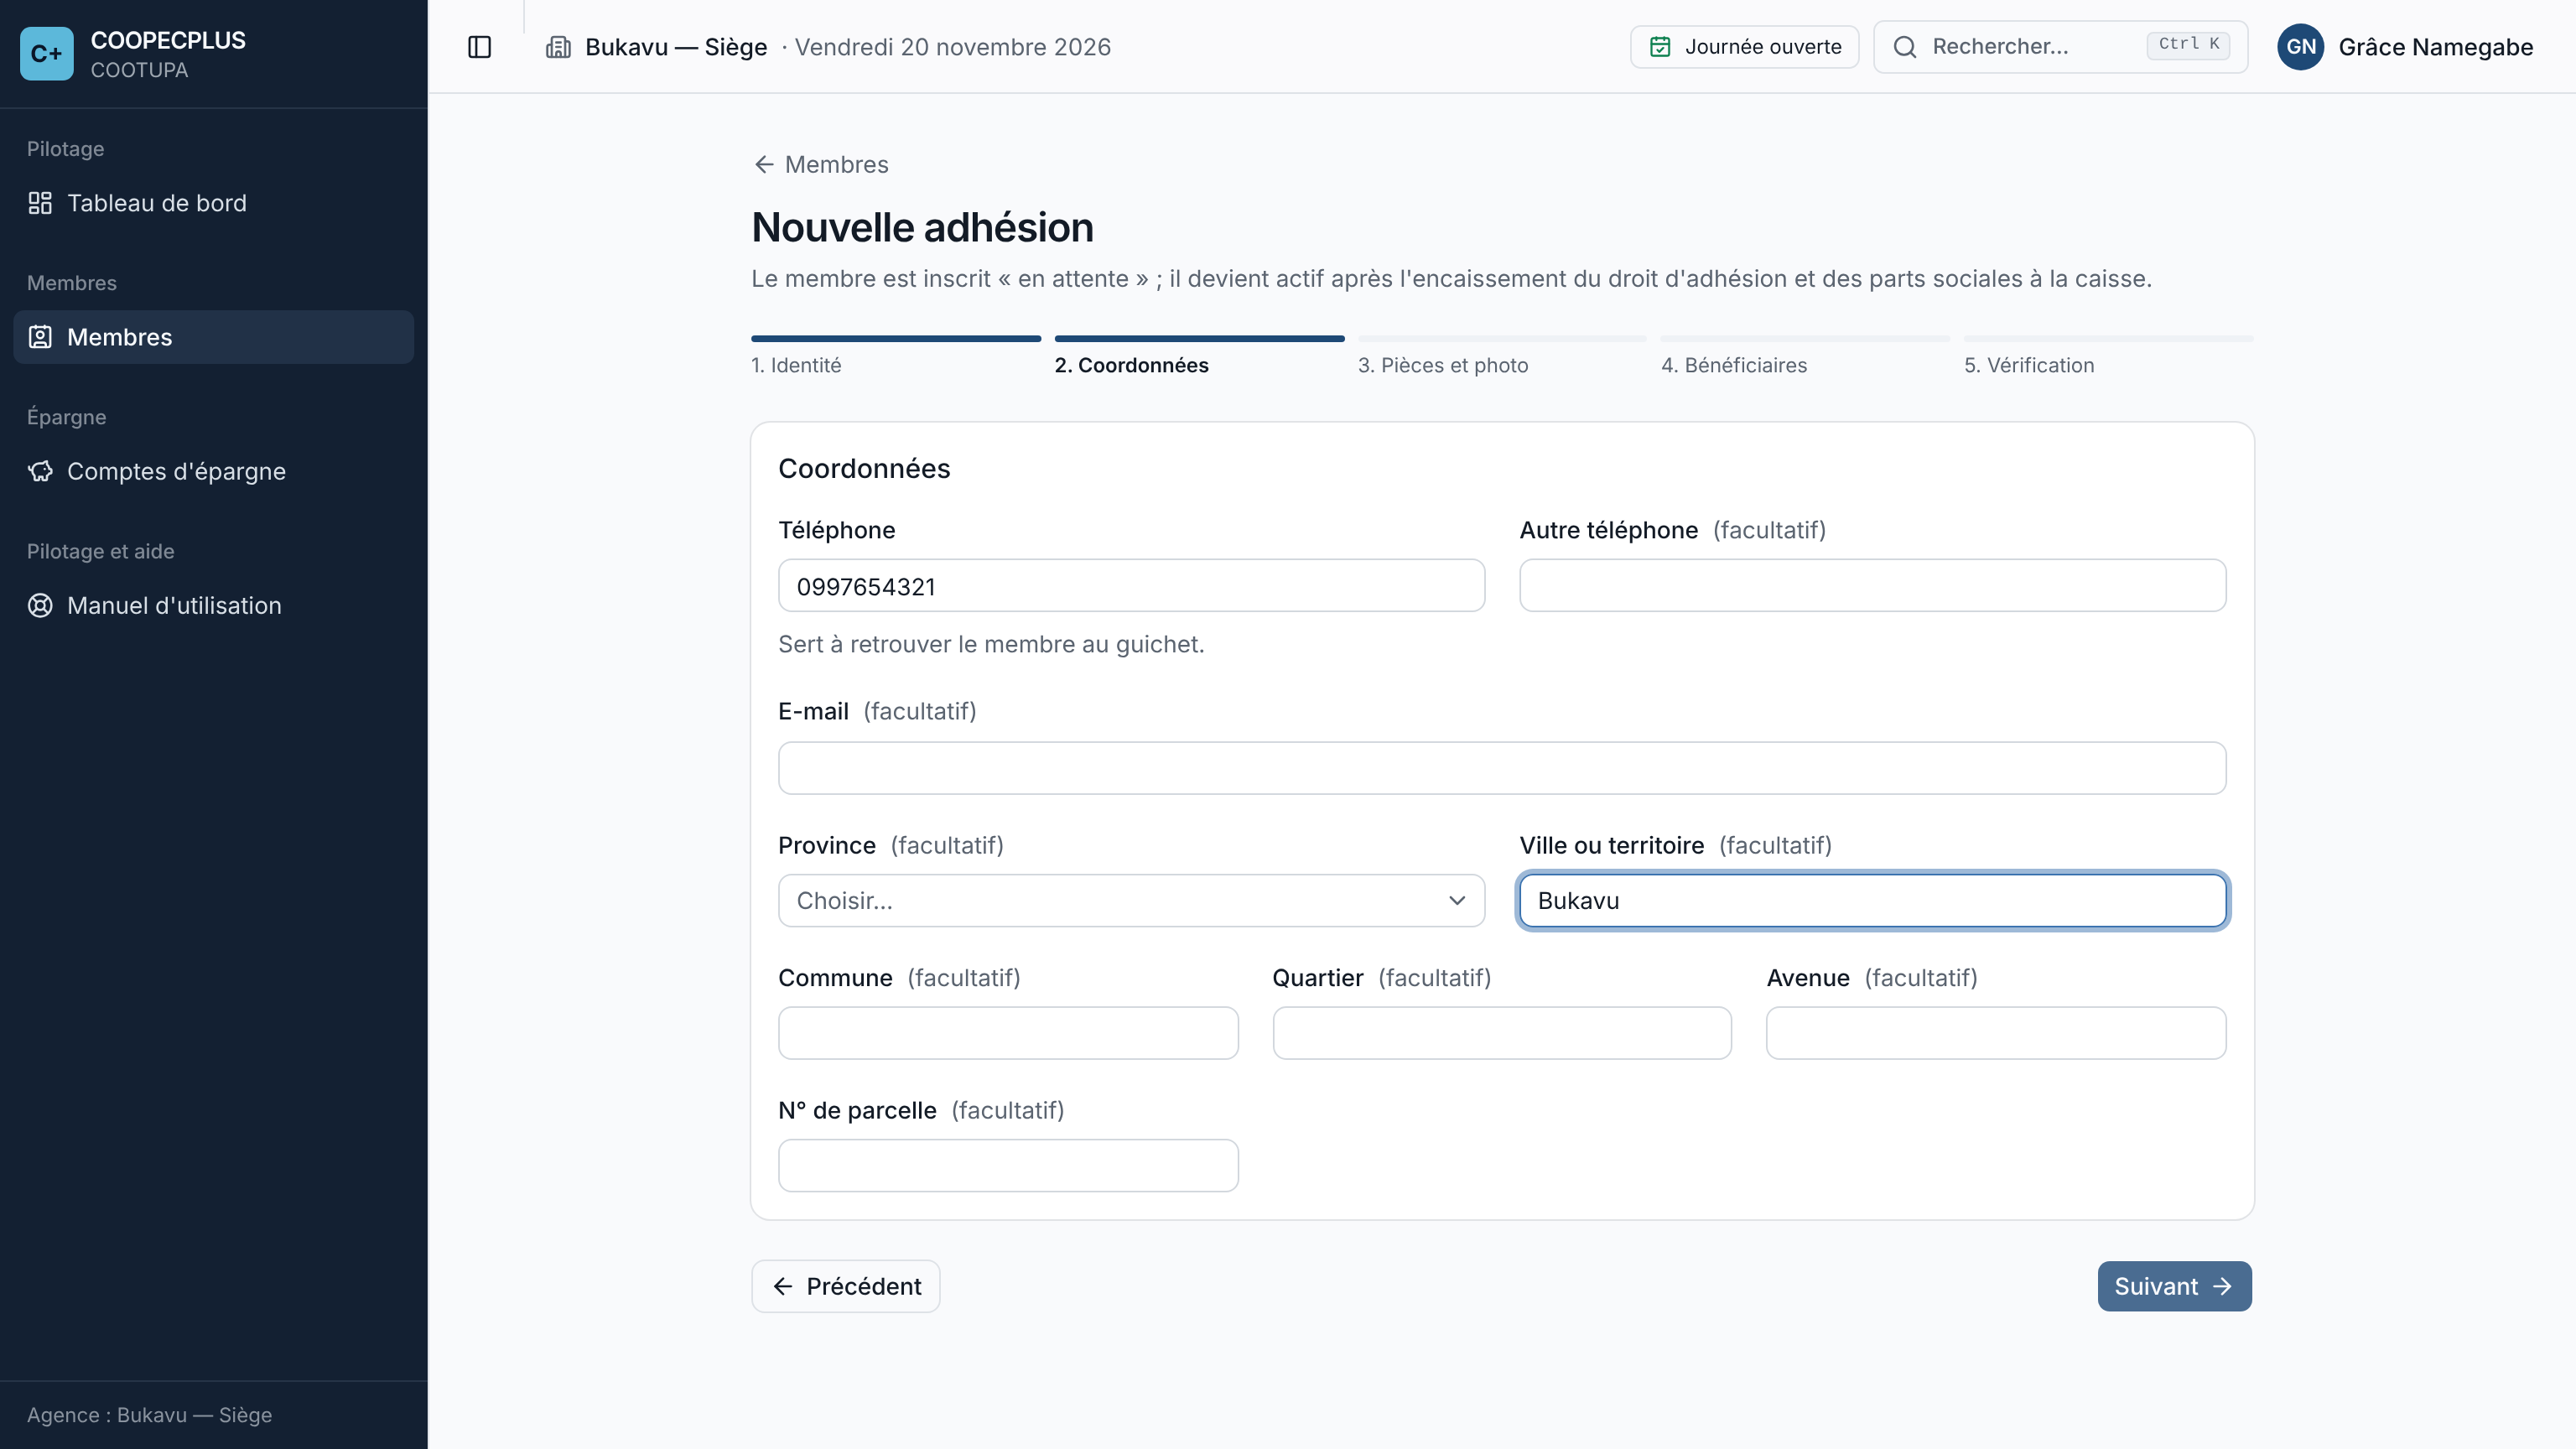 C+
COOPECPLUS
COOTUPA
Pilotage
Tableau de bord
Membres
Membres
Épargne
Comptes d'épargne
Pilotage et aide
Manuel d'utilisation
Agence : Bukavu — Siège
Bukavu — Siège · Vendredi 20 novembre 2026
Journée ouverte
Rechercher...
Ctrl K
GN
Grâce Namegabe
Membres
Nouvelle adhésion
Le membre est inscrit « en attente » ; il devient actif après l'encaissement du droit d'adhésion et des parts sociales à la caisse.
1. Identité
2. Coordonnées
3. Pièces et photo
4. Bénéficiaires
5. Vérification
Coordonnées
Téléphone
Autre téléphone (facultatif)
0997654321
Sert à retrouver le membre au guichet.
E-mail (facultatif)
Province (facultatif)
Ville ou territoire (facultatif)
Choisir...
Bukavu
Commune (facultatif)
Quartier (facultatif)
Avenue (facultatif)
N° de parcelle (facultatif)
Précédent
Suivant